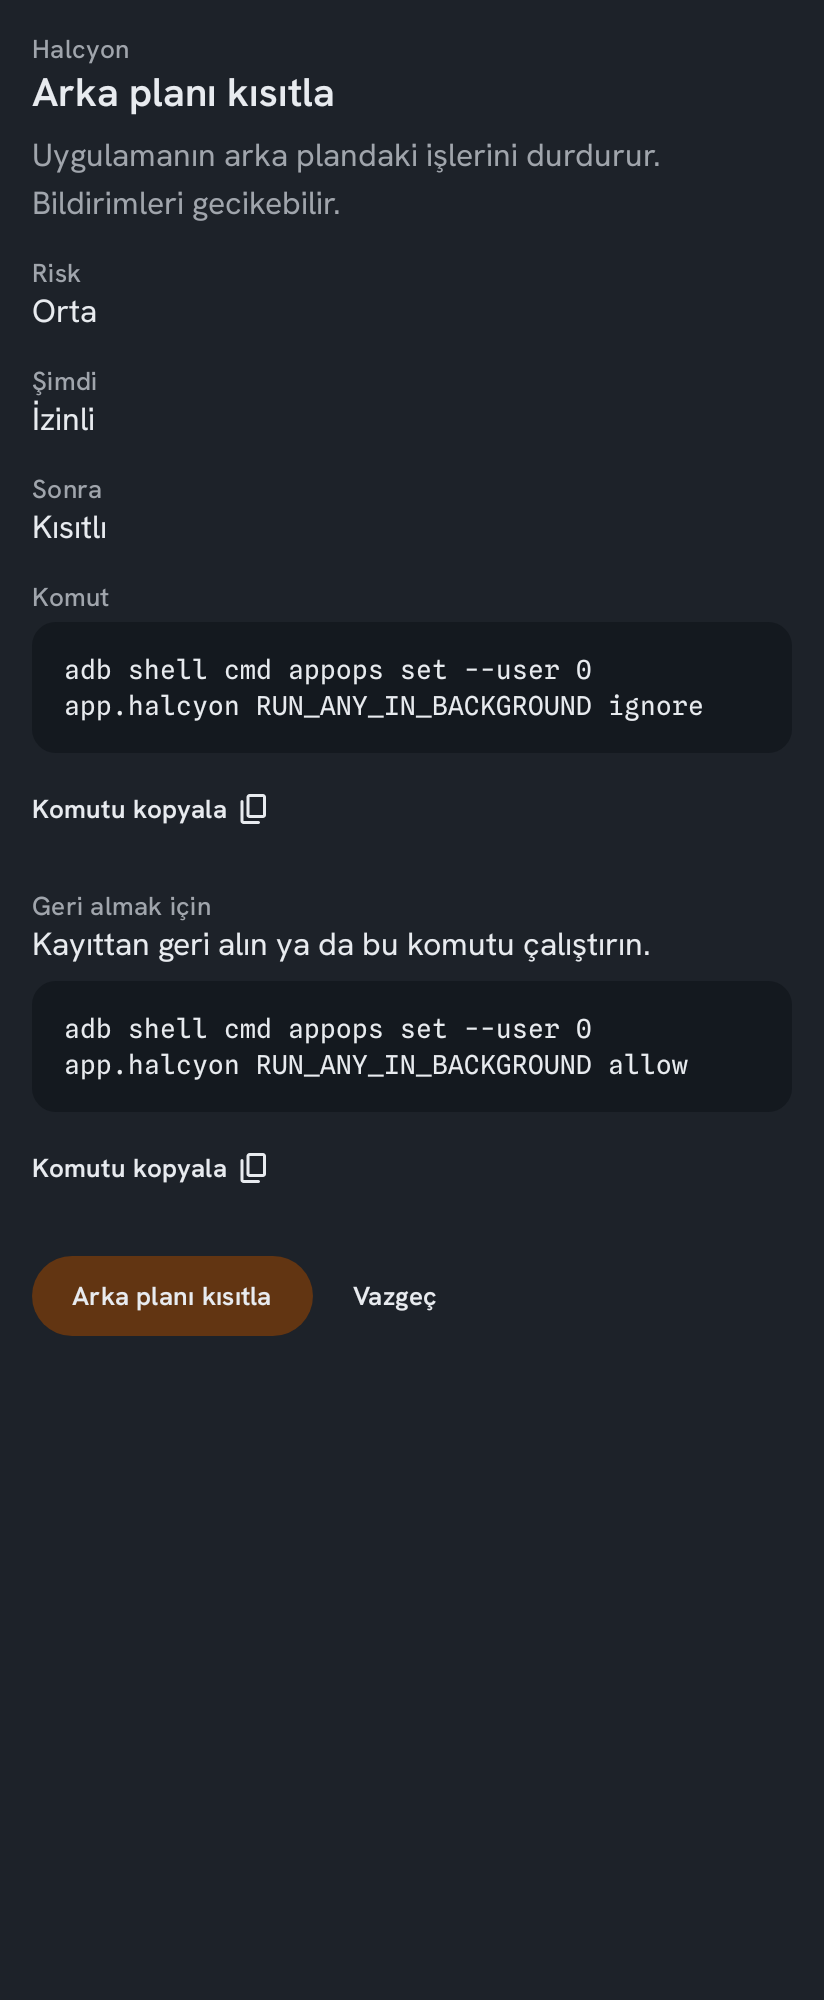 Halcyon
Arka planı kısıtla
Uygulamanın arka plandaki işlerini durdurur.
Bildirimleri gecikebilir.
Risk
Orta
Şimdi
İzinli
Sonra
Kısıtlı
Komut
adb shell cmd appops set --user 0
app.halcyon RUN_ANY_IN_BACKGROUND ignore
Komutu kopyala
Geri almak için
Kayıttan geri alın ya da bu komutu çalıştırın.
adb shell cmd appops set --user 0
app.halcyon RUN_ANY_IN_BACKGROUND allow
Komutu kopyala
Arka planı kısıtla
Vazgeç